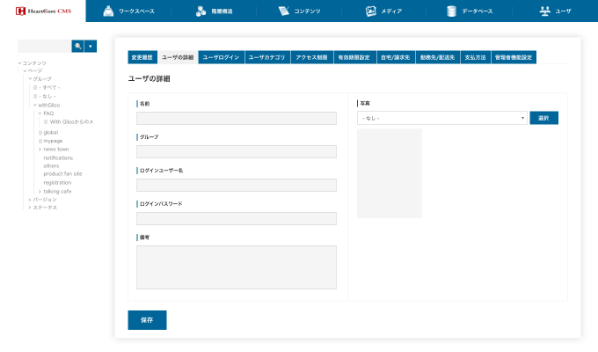 HeartCore CMS
ワークスペース
階層構造
コンテンツ
メディア
データベース
ユーザ
変更履歴
ユーザの詳細
ユーザログイン
ユーザカテゴリ
アクセス制限
有効期限設定
自宅/請求先
勤務先/配送先
支払方法
管理者機能設定
コンテンツ
ページ
グループ
- すべて -
- なし -
withGlico
FAQ
With Glicoからのメ
global
mypage
news town
notifications
others
product fan site
registration
talking cafe
バージョン
ステータス
ユーザの詳細
名前
グループ
ログインユーザー名
ログインパスワード
備考
写真
- なし -
選択
保存